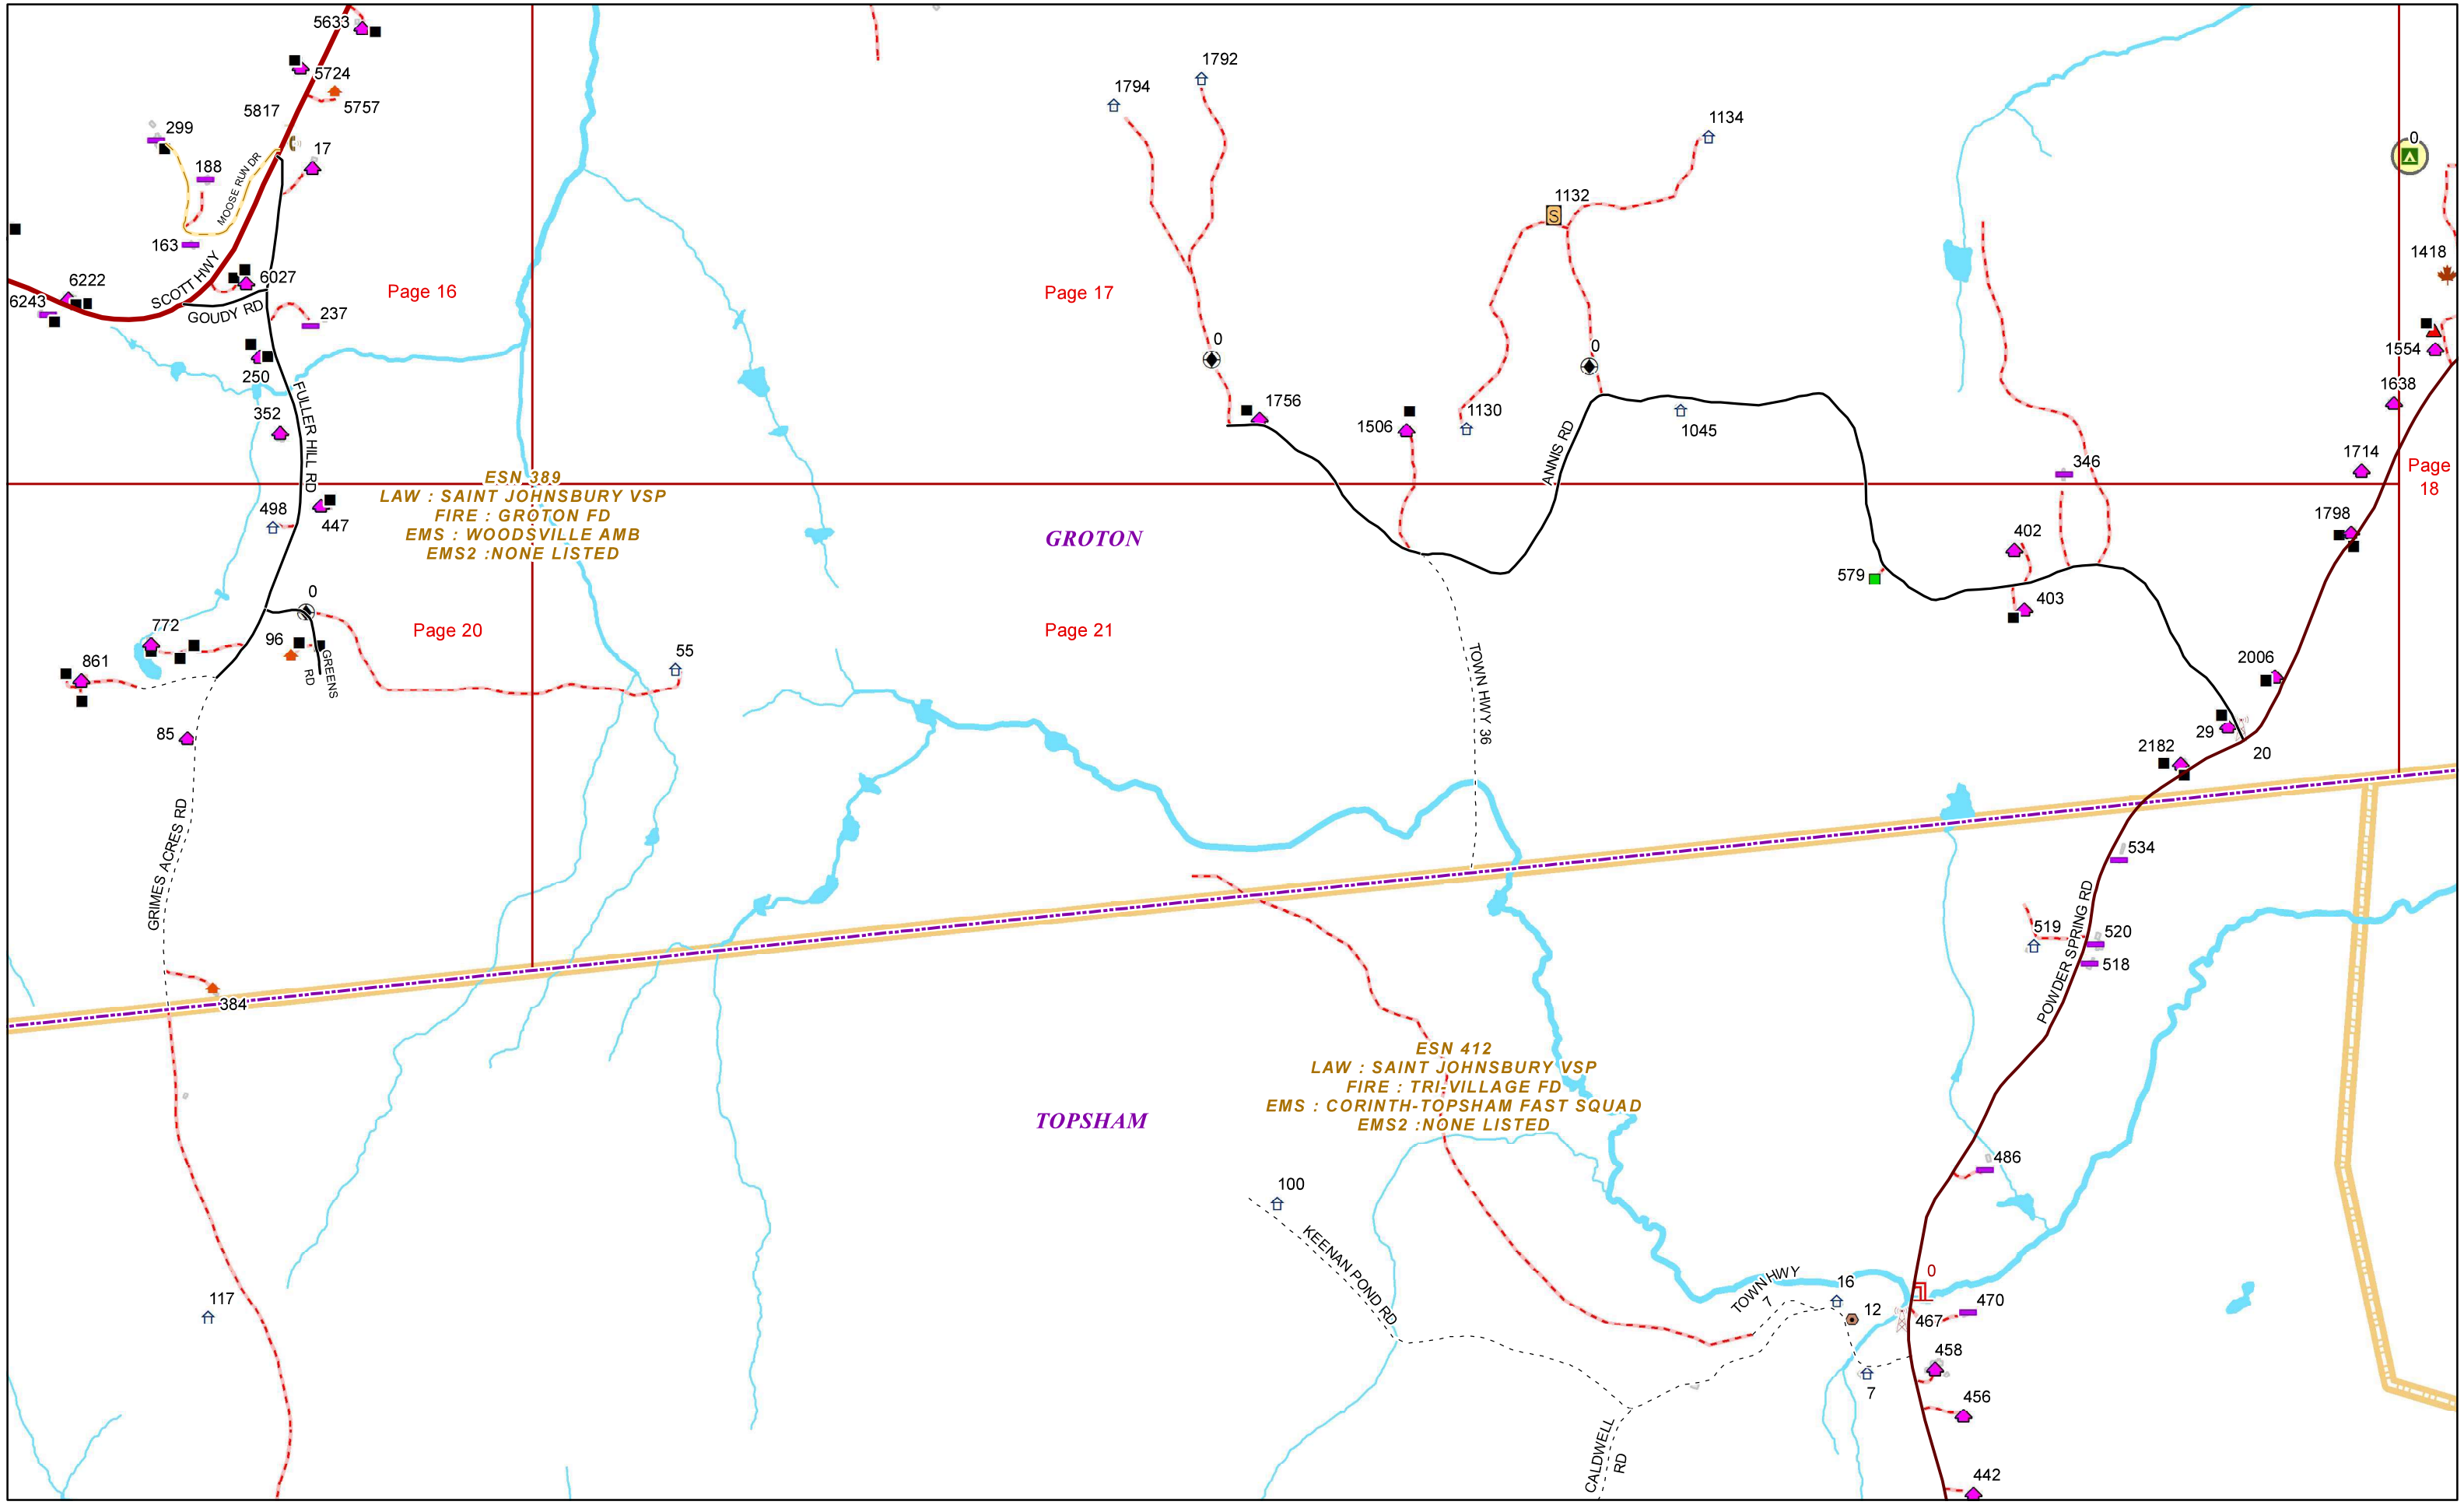 5633
5724
5757
5817
299
17
188
MOOSE RUN DR
163
6222
6243
SCOTT HWY
6027
GOUDY RD
237
250
352
FULLER HILL RD
Page 16
1794
1792
1134
1132
Page 17
0
0
1756
1506
1130
1045
ANNIS RD
0
1418
1554
1638
1714
Page
18
346
1798
498
447
ESN 389
LAW : SAINT JOHNSBURY VSP
FIRE : GROTON FD
EMS : WOODSVILLE AMB
EMS2 :NONE LISTED
GROTON
402
579
403
0
772
96
GREENS
RD
861
Page 20
55
Page 21
TOWN HWY 36
2006
29
20
2182
85
GRIMES ACRES RD
534
519
520
518
POWDER SPRING RD
384
ESN 412
LAW : SAINT JOHNSBURY VSP
FIRE : TRI-VILLAGE FD
EMS : CORINTH-TOPSHAM FAST SQUAD
EMS2 :NONE LISTED
TOPSHAM
486
100
KEENAN POND RD
117
TOWN HWY
7
16
12
0
467
470
458
7
456
CALDWELL
RD
442